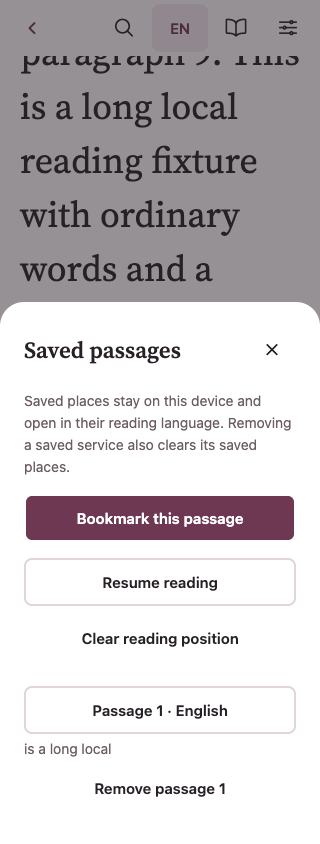 EN
paragraph 9. This
is a long local
reading fixture
with ordinary
words and a
Saved passages
Saved places stay on this device and
open in their reading language. Removing
a saved service also clears its saved
places.
Bookmark this passage
Resume reading
Clear reading position
Passage 1 · English
is a long local
Remove passage 1